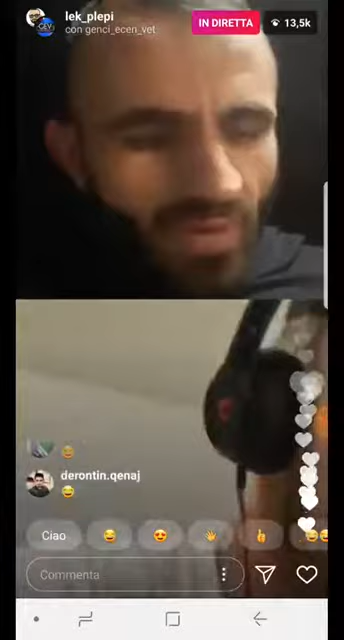 lek_plepi
con genci_ecen_vet
IN DIRETTA
13,5k
derontin.qenaj
😂
Ciao
Commenta